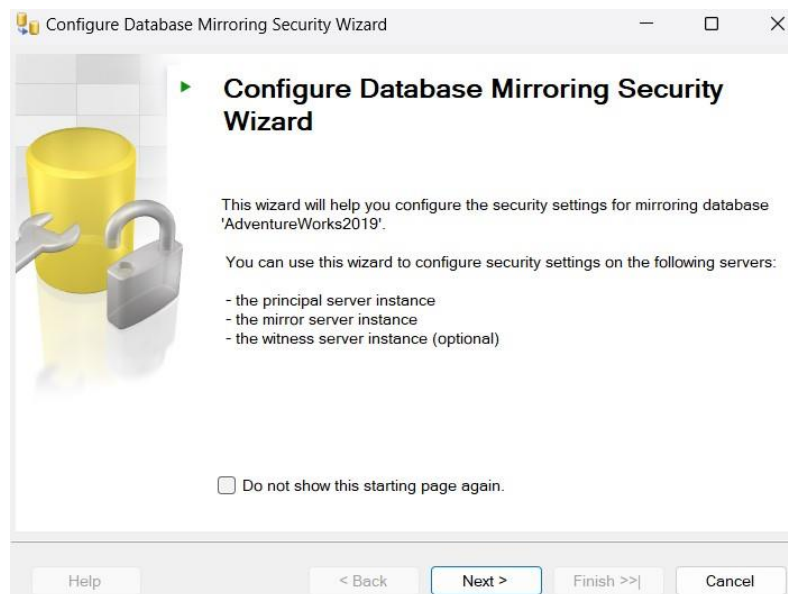 Configure Database Mirroring Security Wizard
Configure Database Mirroring Security
Wizard
This wizard will help you configure the security settings for mirroring database
'AdventureWorks2019'.
You can use this wizard to configure security settings on the following servers:
- the principal server instance
- the mirror server instance
- the witness server instance (optional)
Do not show this starting page again.
Help < Back Next > Finish >>| Cancel